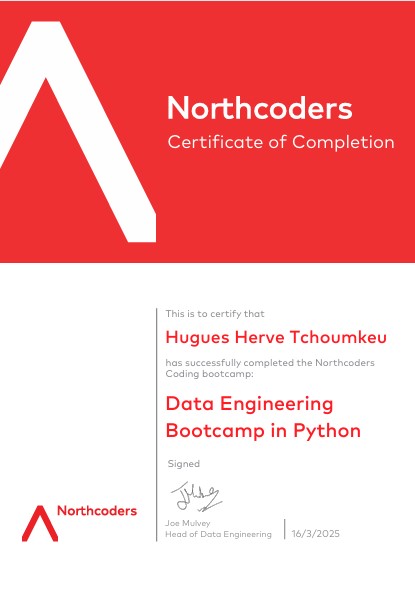 Northcoders
Certificate of Completion
This is to certify that
Hugues Herve Tchoumkeu
has successfully completed the Northcoders
Coding bootcamp:
Data Engineering
Bootcamp in Python
Signed
Joe Mulvey
Head of Data Engineering
16/3/2025
Northcoders